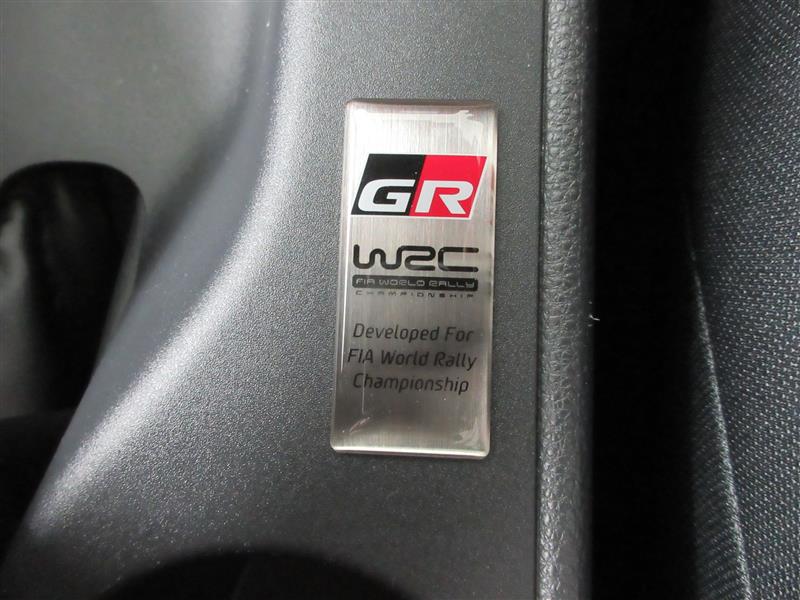 GR
WRC
FIA WORLD RALLY
CHAMPIONSHIP
Developed For
FIA World Rally
Championship